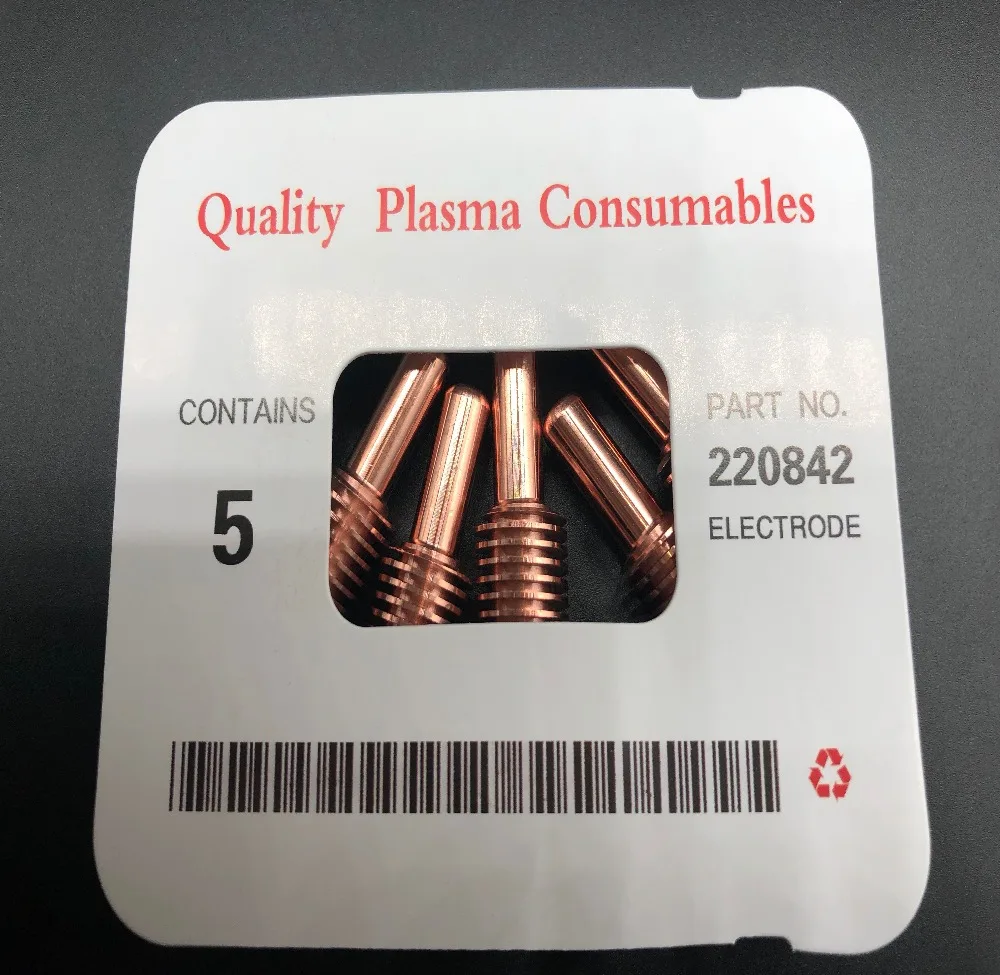 Quality Plasma Consumables
CONTAINS
5
PART NO.
220842
ELECTRODE